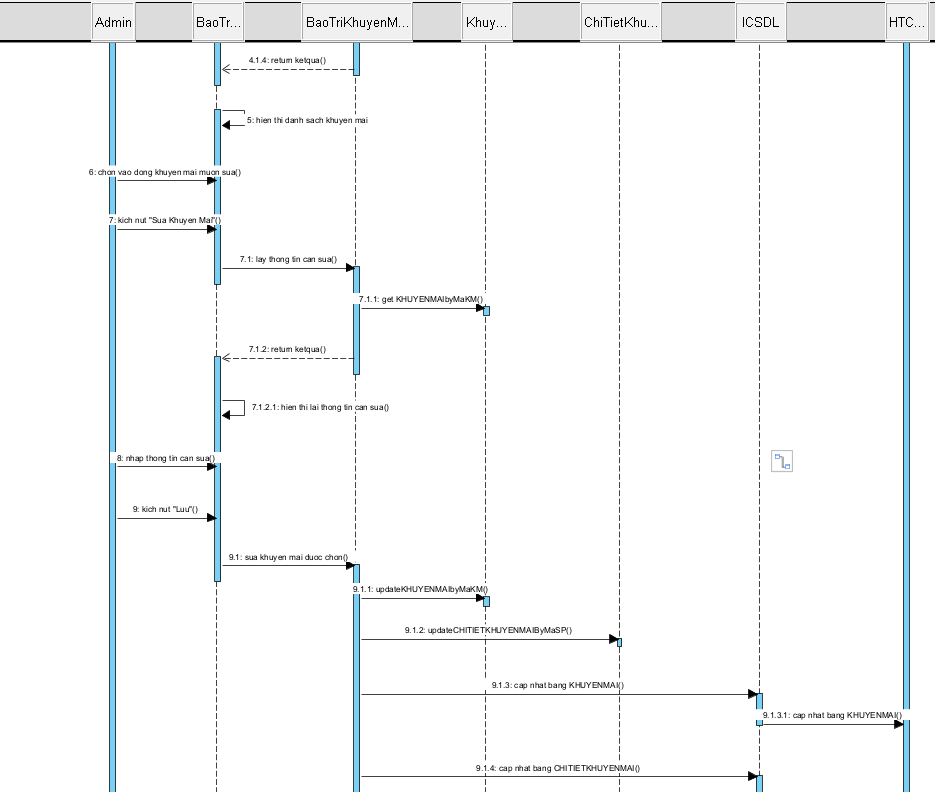 Admin
BaoTr...
BaoTriKhuyenM...
Khuy...
ChiTietKhu...
ICSDL
HTC...
4.1.4: return ketqua()
5: hien thi danh sach khuyen mai
6: chon vao dong khuyen mai muon sua()
7: kich nut "Sua Khuyen Mai"()
7.1: lay thong tin can sua()
7.1.1: get KHUYENMAIbyMaKM()
7.1.2: return ketqua()
7.1.2.1: hien thi lai thong tin can sua()
8: nhap thong tin can sua()
9: kich nut "Luu"()
9.1: sua khuyen mai duoc chon()
9.1.1: updateKHUYENMAIbyMaKM()
9.1.2: updateCHITIETKHUYENMAIByMaSP()
9.1.3: cap nhat bang KHUYENMAI()
9.1.3.1: cap nhat bang KHUYENMAI()
9.1.4: cap nhat bang CHITIETKHUYENMAI()